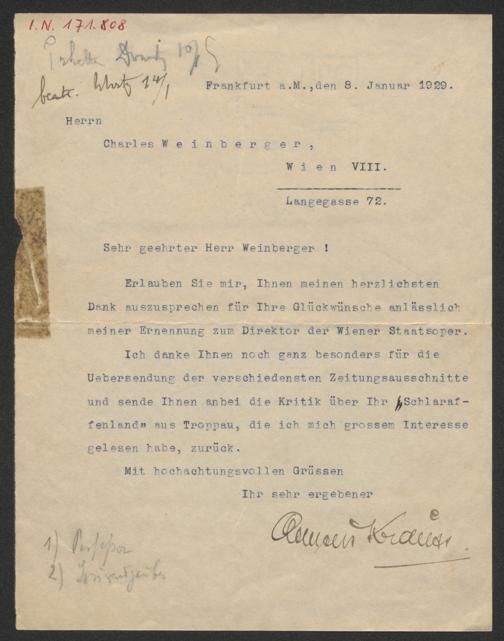 I.N. 171.808
Frankfurt a.M.,den 8. Januar 1929.
Herrn
Charles W e i n b e r g e r ,
W i e n VIII.
Langegasse 72.
Sehr geehrter Herr Weinberger !
Erlauben Sie mir, Ihnen meinen herzlichsten
Dank auszusprechen für Ihre Glückwünsche anlässlich
meiner Ernennung zum Direktor der Wiener Staatsoper.
Ich danke Ihnen noch ganz besonders für die
Uebersendung der verschiedensten Zeitungsausschnitte
und sende Ihnen anbei die Kritik über Ihr „Schlaraf-
fenland" aus Troppau, die ich mich grossem Interesse
gelesen habe, zurück.
Mit hochachtungsvollen Grüssen
Ihr sehr ergebener
Clemens Krauss
1)
2)